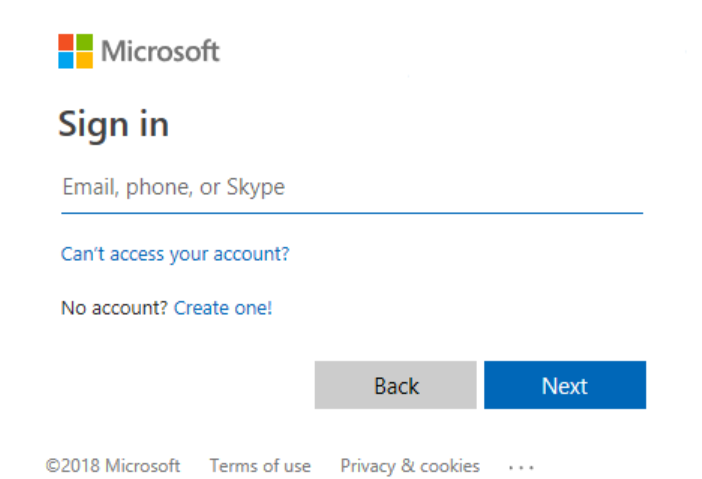 Microsoft
Sign in
Email, phone, or Skype
Can't access your account?
No account? Create one!
Back Next
©2018 Microsoft Terms of use Privacy & cookies ...